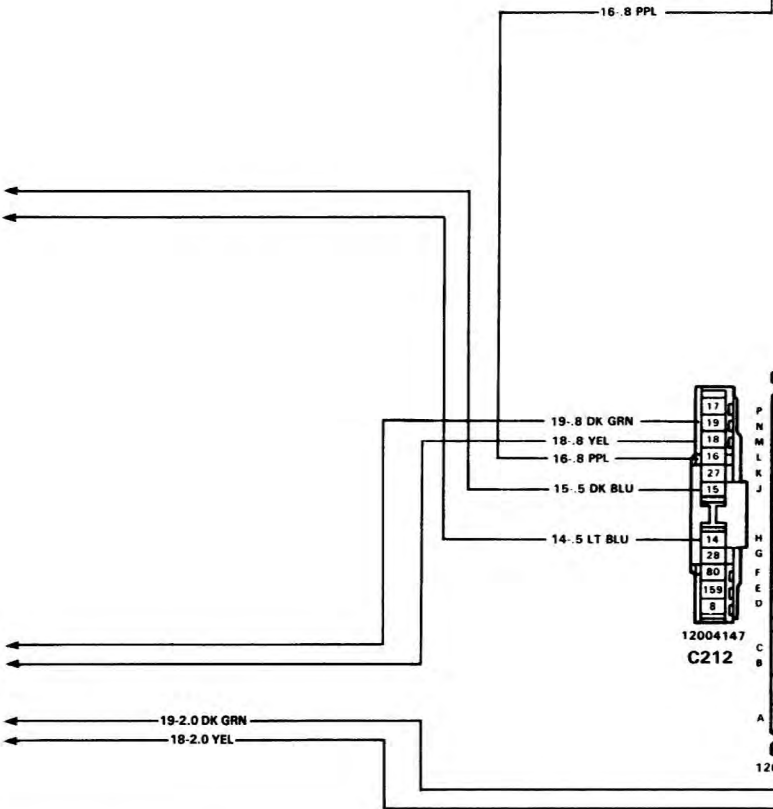 16-.8 PPL
17 P
19-.8 DK GRN 19 N
18-.8 YEL 18 M
16-.8 PPL 16 L
27 K
15-.5 DK BLU 15 J
14-.5 LT BLU 14 H
28 G
80 F
159 E
8 D
12004147
C212
C
B
19-2.0 DK GRN A
18-2.0 YEL